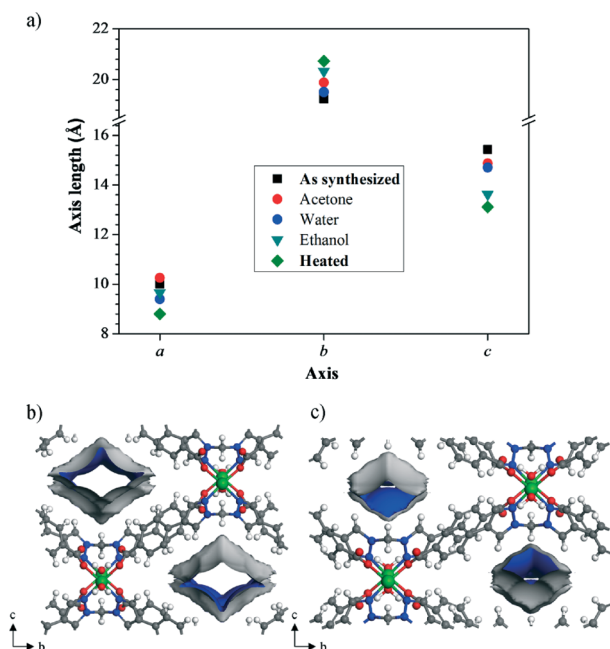 a)
22
20
16
14
12
10
8
Axis length (Å)
As synthesized
Acetone
Water
Ethanol
Heated
a
b
c
Axis
b)
c)
c
b
c
b